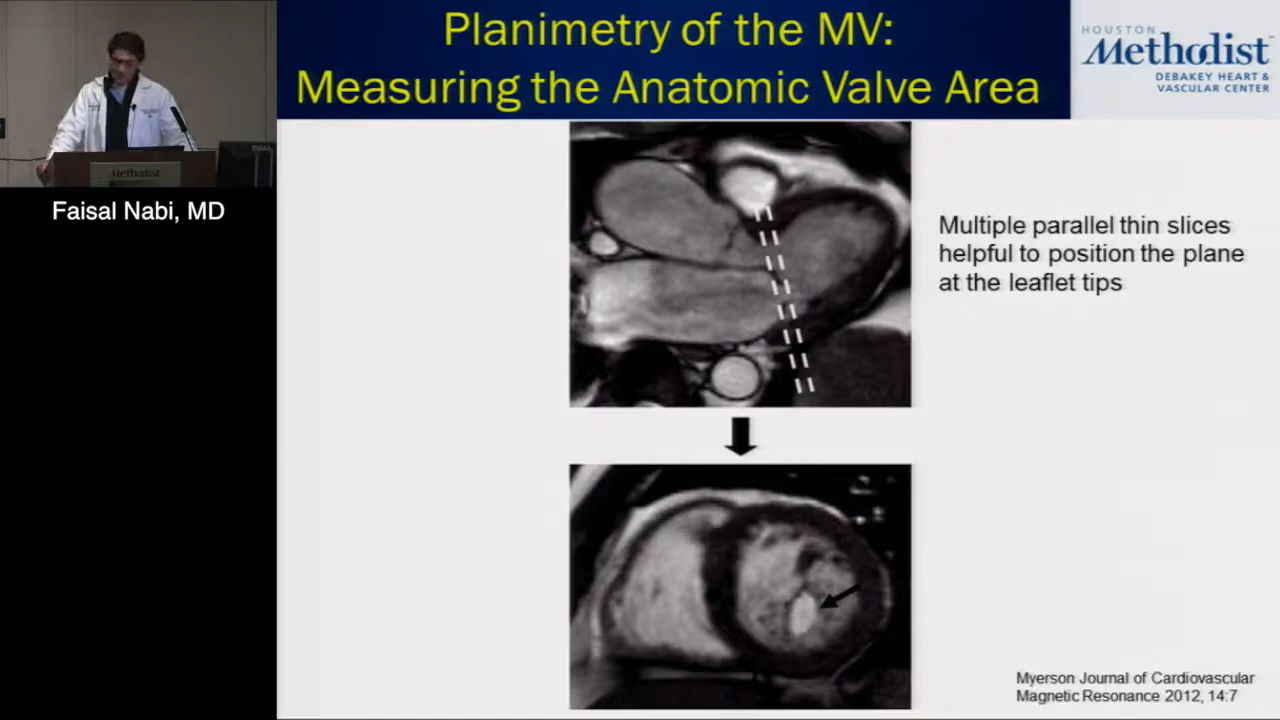 Planimetry of the MV:
Measuring the Anatomic Valve Area
HOUSTON
Methodist
DEBAKEY HEART &
VASCULAR CENTER
Methodist
DELL
Faisal Nabi, MD
Multiple parallel thin slices
helpful to position the plane
at the leaflet tips
Myerson Journal of Cardiovascular
Magnetic Resonance 2012, 14:7